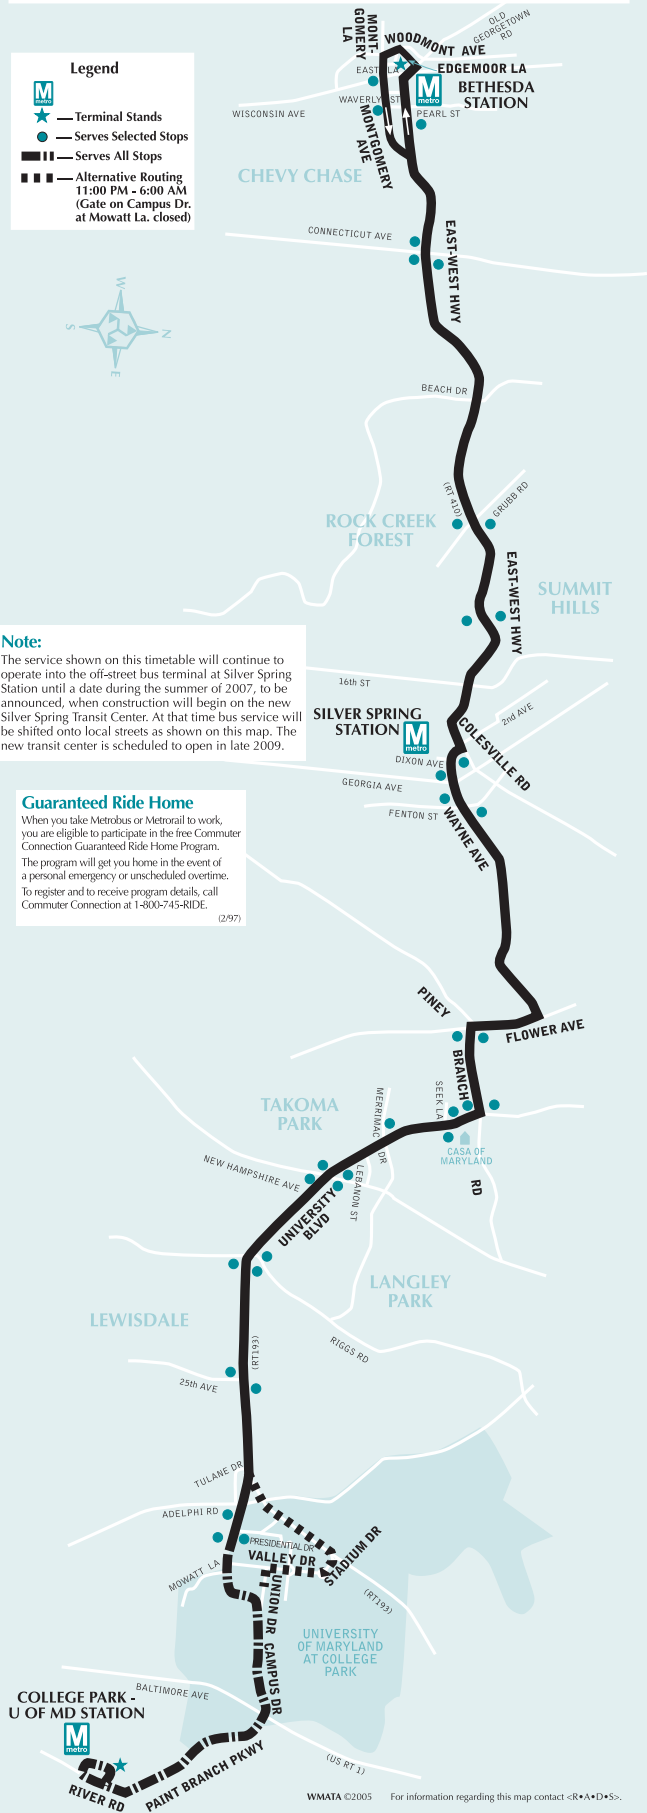 OLD
GEORGETOWN
RD
MONT-
GOMERY
LA
WOODMONT AVE
EDGEMOOR LA
EAST LA
M
metro
BETHESDA
STATION
WAVERLY ST
PEARL ST
WISCONSIN AVE
MONTGOMERY
AVE
Legend
M
metro
Terminal Stands
Serves Selected Stops
Serves All Stops
Alternative Routing
11:00 PM - 6:00 AM
(Gate on Campus Dr.
at Mowatt La. closed)
CHEVY CHASE
CONNECTICUT AVE
EAST-WEST HWY
W
S
N
E
BEACH DR
(RT 410)
GRUBB RD
ROCK CREEK
FOREST
EAST-WEST HWY
SUMMIT
HILLS
Note:
The service shown on this timetable will continue to
operate into the off-street bus terminal at Silver Spring
Station until a date during the summer of 2007, to be
announced, when construction will begin on the new
Silver Spring Transit Center. At that time bus service will
be shifted onto local streets as shown on this map. The
new transit center is scheduled to open in late 2009.
16th ST
2nd AVE
SILVER SPRING
STATION
M
metro
COLESVILLE RD
DIXON AVE
GEORGIA AVE
FENTON ST
WAYNE AVE
Guaranteed Ride Home
When you take Metrobus or Metrorail to work,
you are eligible to participate in the free Commuter
Connection Guaranteed Ride Home Program.
The program will get you home in the event of
a personal emergency or unscheduled overtime.
To register and to receive program details, call
Commuter Connection at 1-800-745-RIDE.
(2/97)
PINEY
BRANCH
RD
FLOWER AVE
TAKOMA
PARK
MERRIMAC DR
SEEK LA
CASA OF
MARYLAND
NEW HAMPSHIRE AVE
LEBANON ST
UNIVERSITY
BLVD
LANGLEY
PARK
LEWISDALE
(RT193)
RIGGS RD
25th AVE
TULANE DR
ADELPHI RD
PRESIDENTIAL DR
VALLEY DR
STADIUM DR
MOWATT LA
UNION DR
(RT193)
CAMPUS DR
UNIVERSITY
OF MARYLAND
AT COLLEGE
PARK
BALTIMORE AVE
COLLEGE PARK -
U OF MD STATION
M
metro
(US RT 1)
PAINT BRANCH PKWY
RIVER RD
WMATA ©2005 For information regarding this map contact <R•A•D•S>.